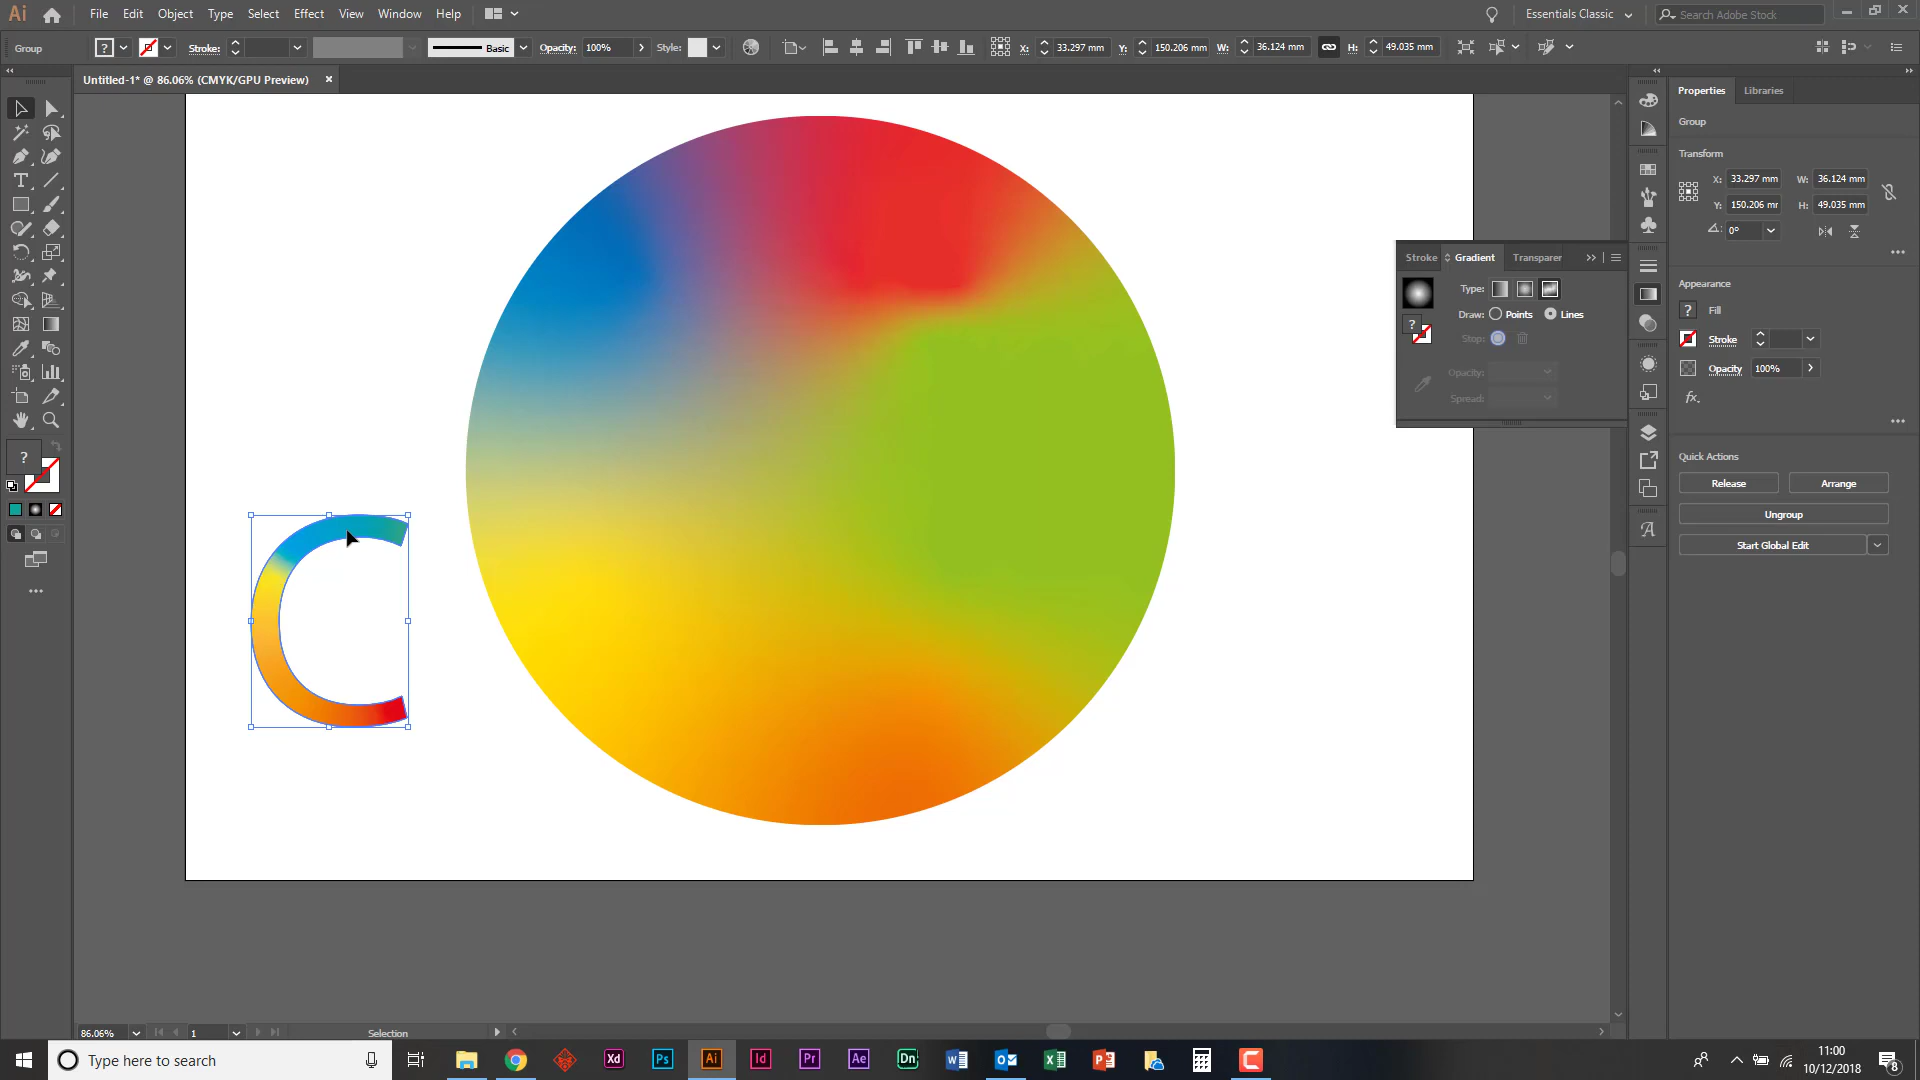 Ai File Edit Object Type Select Effect View Window Help Essentials Classic Search Adobe Stock
Group ? Stroke: Basic Opacity: 100% Style: X: 33.297 mm Y: 150.206 mm W: 36.124 mm H: 49.035 mm
Untitled-1* @ 86.06% (CMYK/GPU Preview) ×
Properties Libraries
Group
Transform
X: 33.297 mm W: 36.124 mm
Y: 150.206 mr H: 49.035 mm
0°
Stroke Gradient Transparer
Type:
Draw: Points Lines
?
Stop:
Opacity:
Spread:
Appearance
? Fill
Stroke
Opacity 100%
fx.
Quick Actions
Release Arrange
Ungroup
Start Global Edit
?
C
86.06% 1 Selection
Type here to search Xd Ps Ai Id Pr Ae Dn 11:00
10/12/2018 8